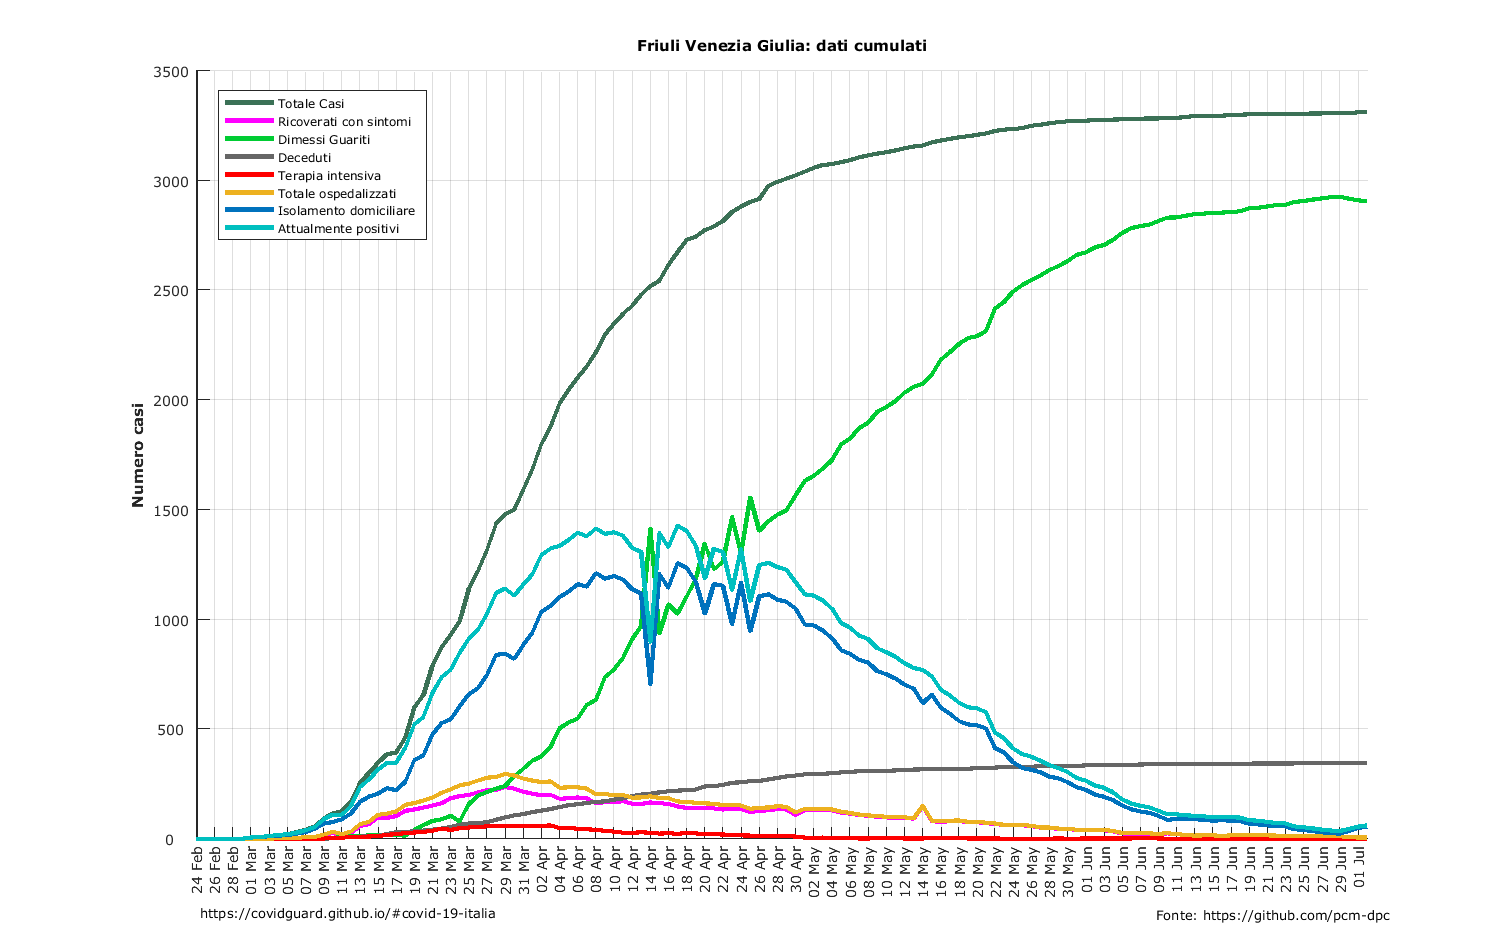 Friuli Venezia Giulia: dati cumulati
Numero casi
3500
3000
2500
2000
1500
1000
500
0
Totale Casi
Ricoverati con sintomi
Dimessi Guariti
Deceduti
Terapia intensiva
Totale ospedalizzati
Isolamento domiciliare
Attualmente positivi
24 Feb
26 Feb
28 Feb
01 Mar
03 Mar
05 Mar
07 Mar
09 Mar
11 Mar
13 Mar
15 Mar
17 Mar
19 Mar
21 Mar
23 Mar
25 Mar
27 Mar
29 Mar
31 Mar
02 Apr
04 Apr
06 Apr
08 Apr
10 Apr
12 Apr
14 Apr
16 Apr
18 Apr
20 Apr
22 Apr
24 Apr
26 Apr
28 Apr
30 Apr
02 May
04 May
06 May
08 May
10 May
12 May
14 May
16 May
18 May
20 May
22 May
24 May
26 May
28 May
30 May
01 Jun
03 Jun
05 Jun
07 Jun
09 Jun
11 Jun
13 Jun
15 Jun
17 Jun
19 Jun
21 Jun
23 Jun
25 Jun
27 Jun
29 Jun
01 Jul
https://covidguard.github.io/#covid-19-italia
Fonte: https://github.com/pcm-dpc